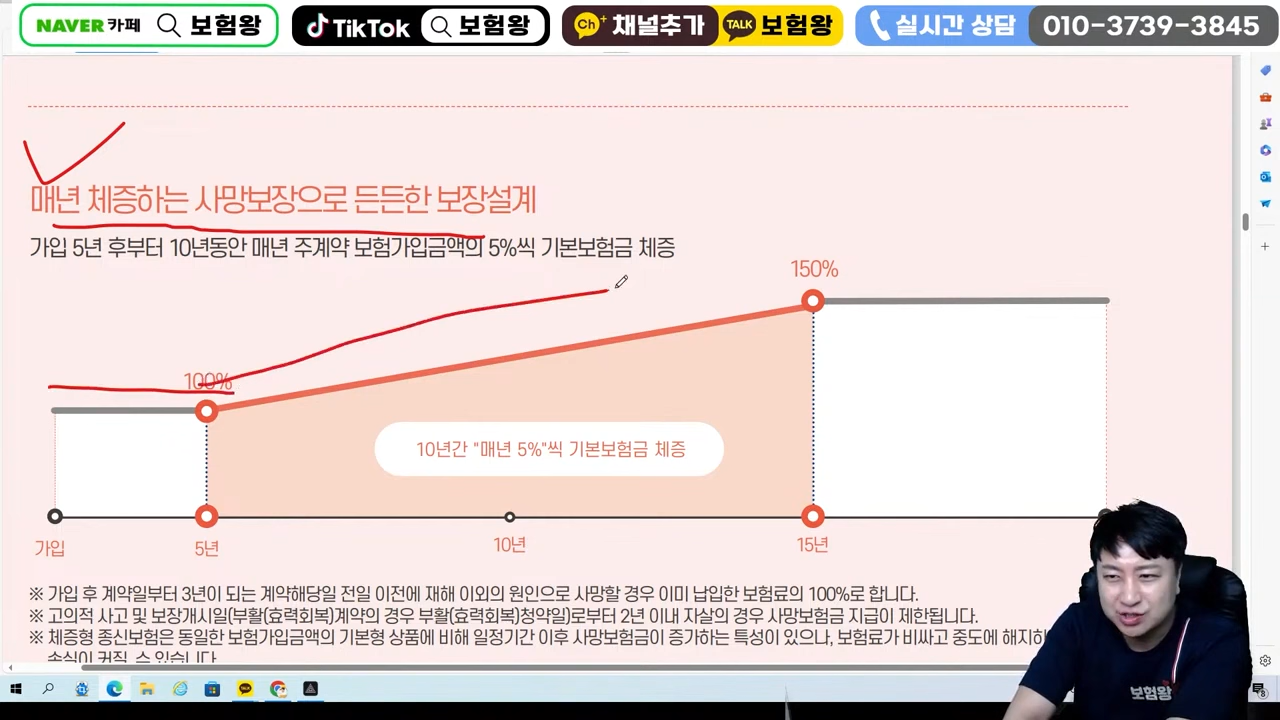 NAVER 카페 보험왕
TikTok 보험왕
Ch+ 채널추가 TALK 보험왕
실시간 상담 010-3739-3845
매년 체증하는 사망보장으로 든든한 보장설계
가입 5년 후부터 10년동안 매년 주계약 보험가입금액의 5%씩 기본보험금 체증
150%
100%
10년간 "매년 5%"씩 기본보험금 체증
가입
5년
10년
15년
※ 가입 후 계약일부터 3년이 되는 계약해당일 전일 이전에 재해 이외의 원인으로 사망할 경우 이미 납입한 보험료의 100%로 합니다.
※ 고의적 사고 및 보장개시일(부활(효력회복)계약의 경우 부활(효력회복)청약일)로부터 2년 이내 자살의 경우 사망보험금 지급이 제한됩니다.
※ 체증형 종신보험은 동일한 보험가입금액의 기본형 상품에 비해 일정기간 이후 사망보험금이 증가하는 특성이 있으나, 보험료가 비싸고 중도에 해지하
손실이 커질 수 있습니다.
보험왕